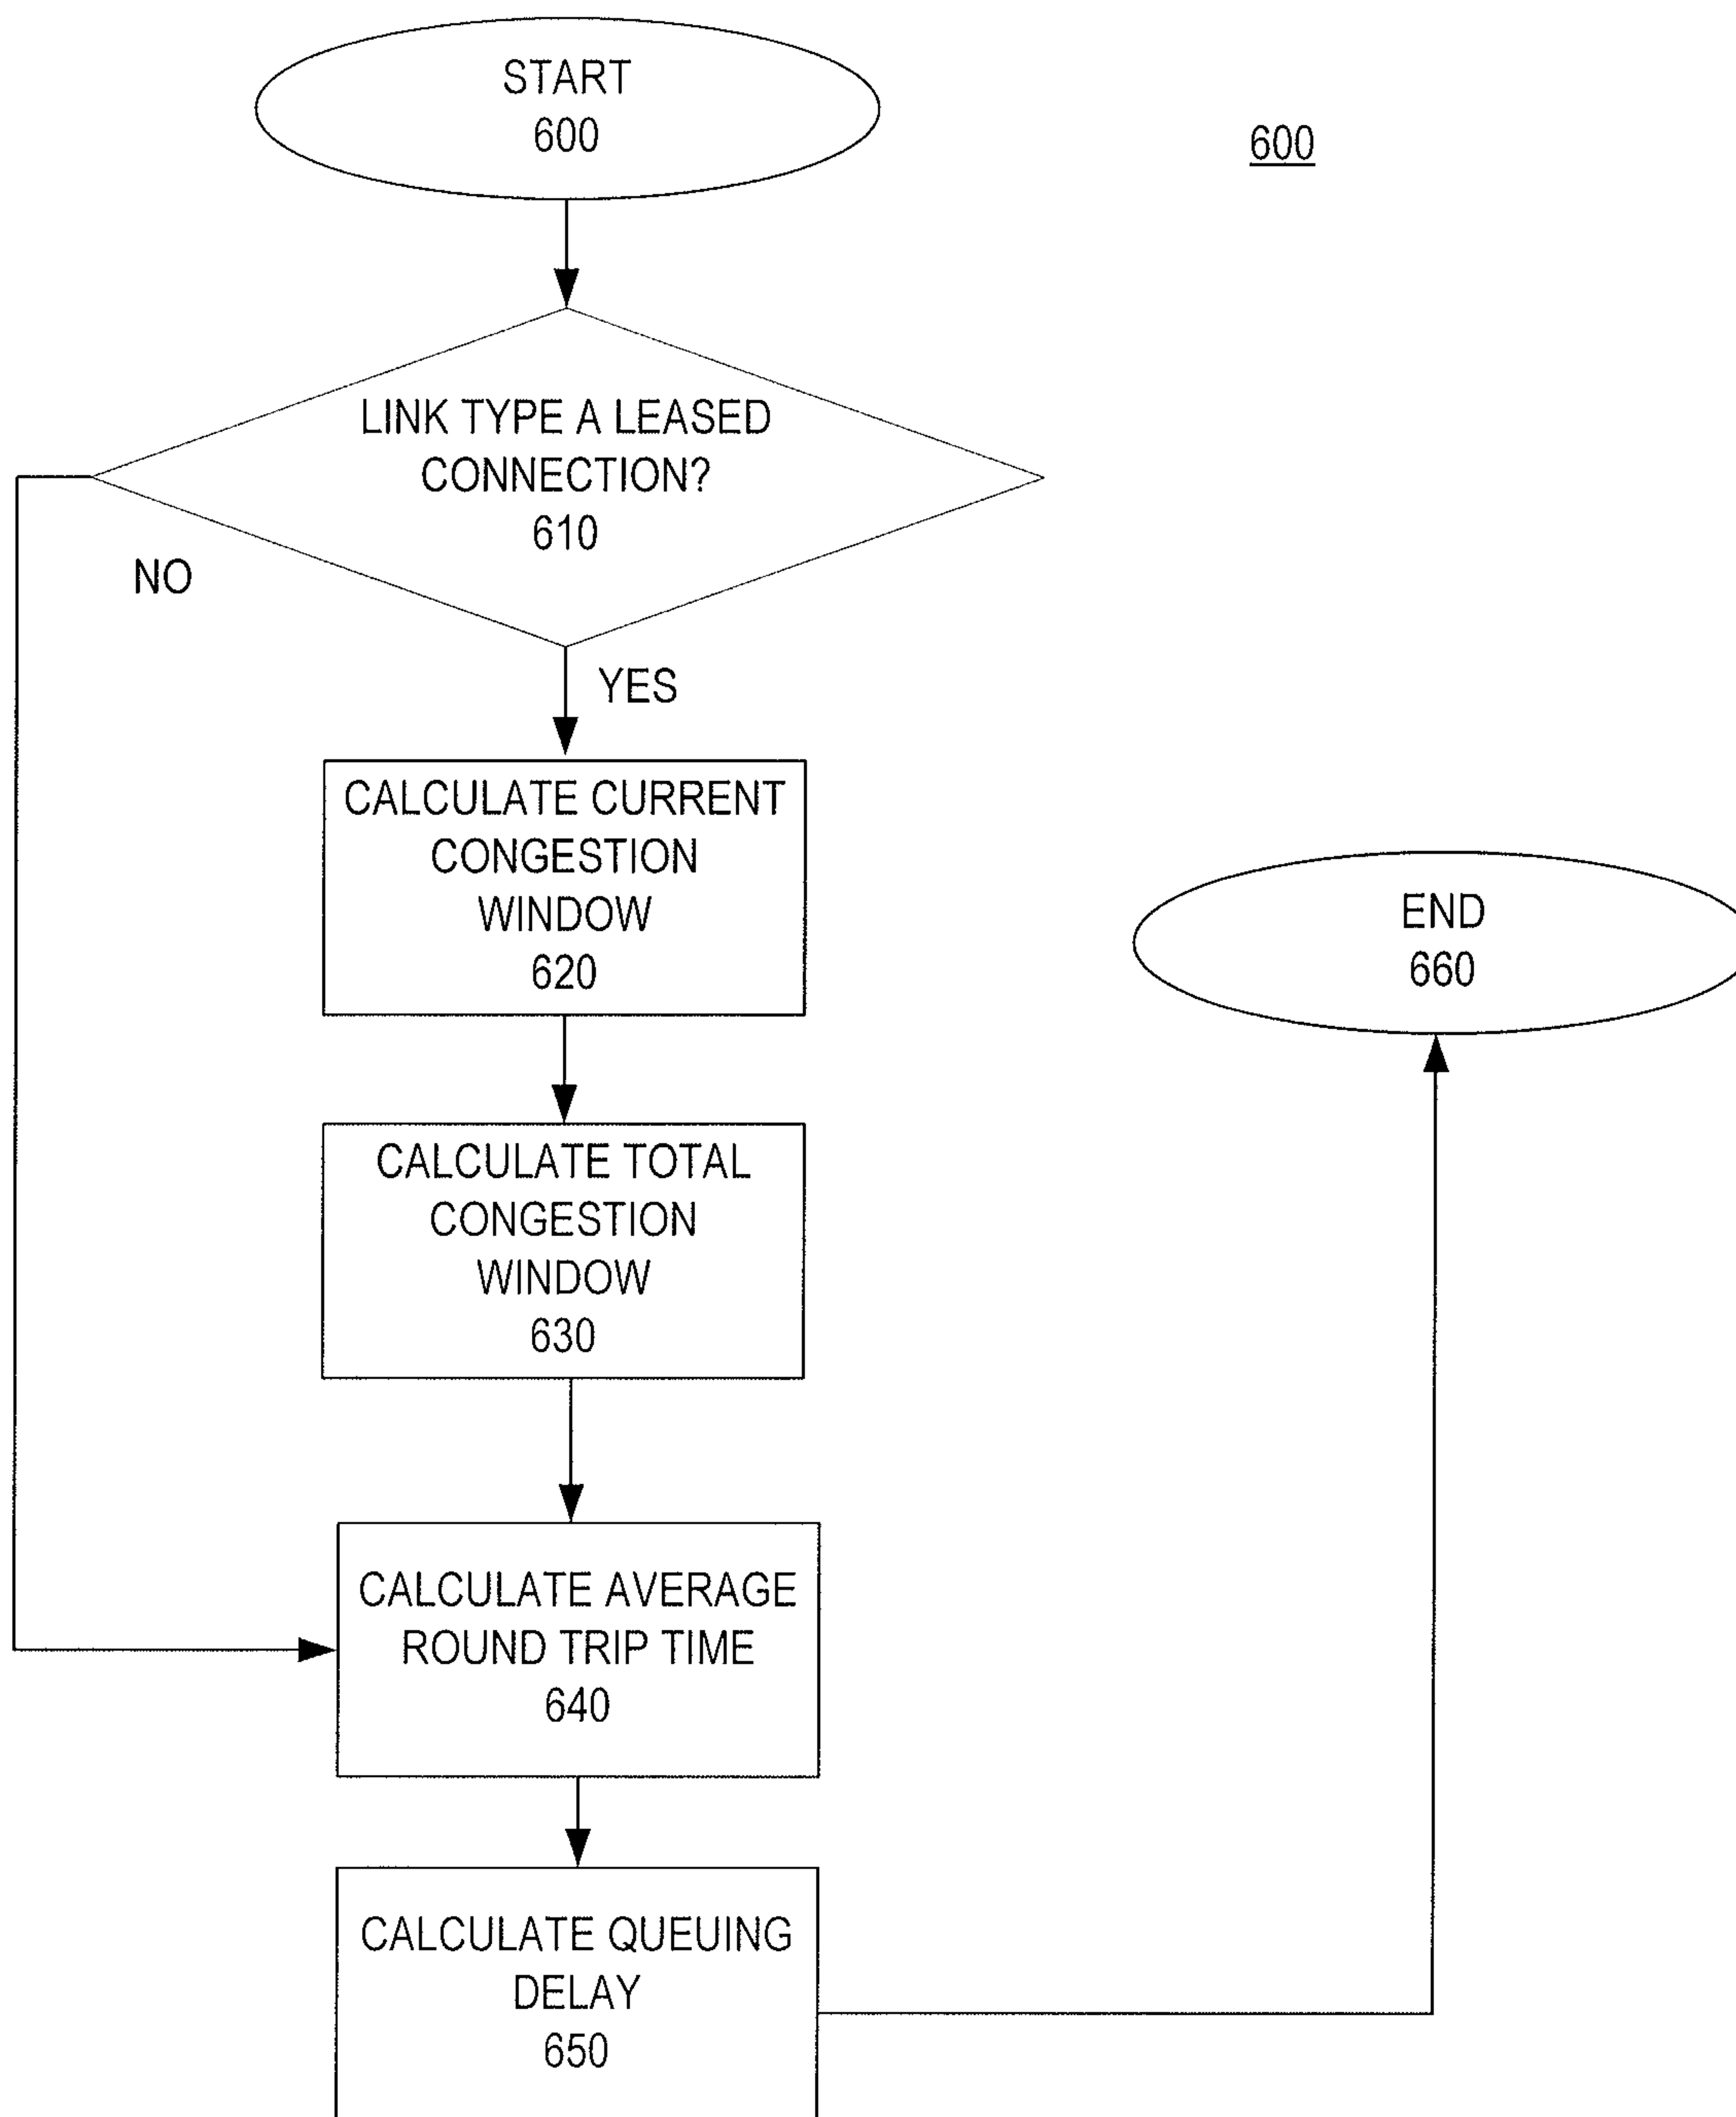 START
600
600
LINK TYPE A LEASED
CONNECTION?
610
NO
YES
CALCULATE CURRENT
CONGESTION
WINDOW
620
END
660
CALCULATE TOTAL
CONGESTION
WINDOW
630
CALCULATE AVERAGE
ROUND TRIP TIME
640
CALCULATE QUEUING
DELAY
650